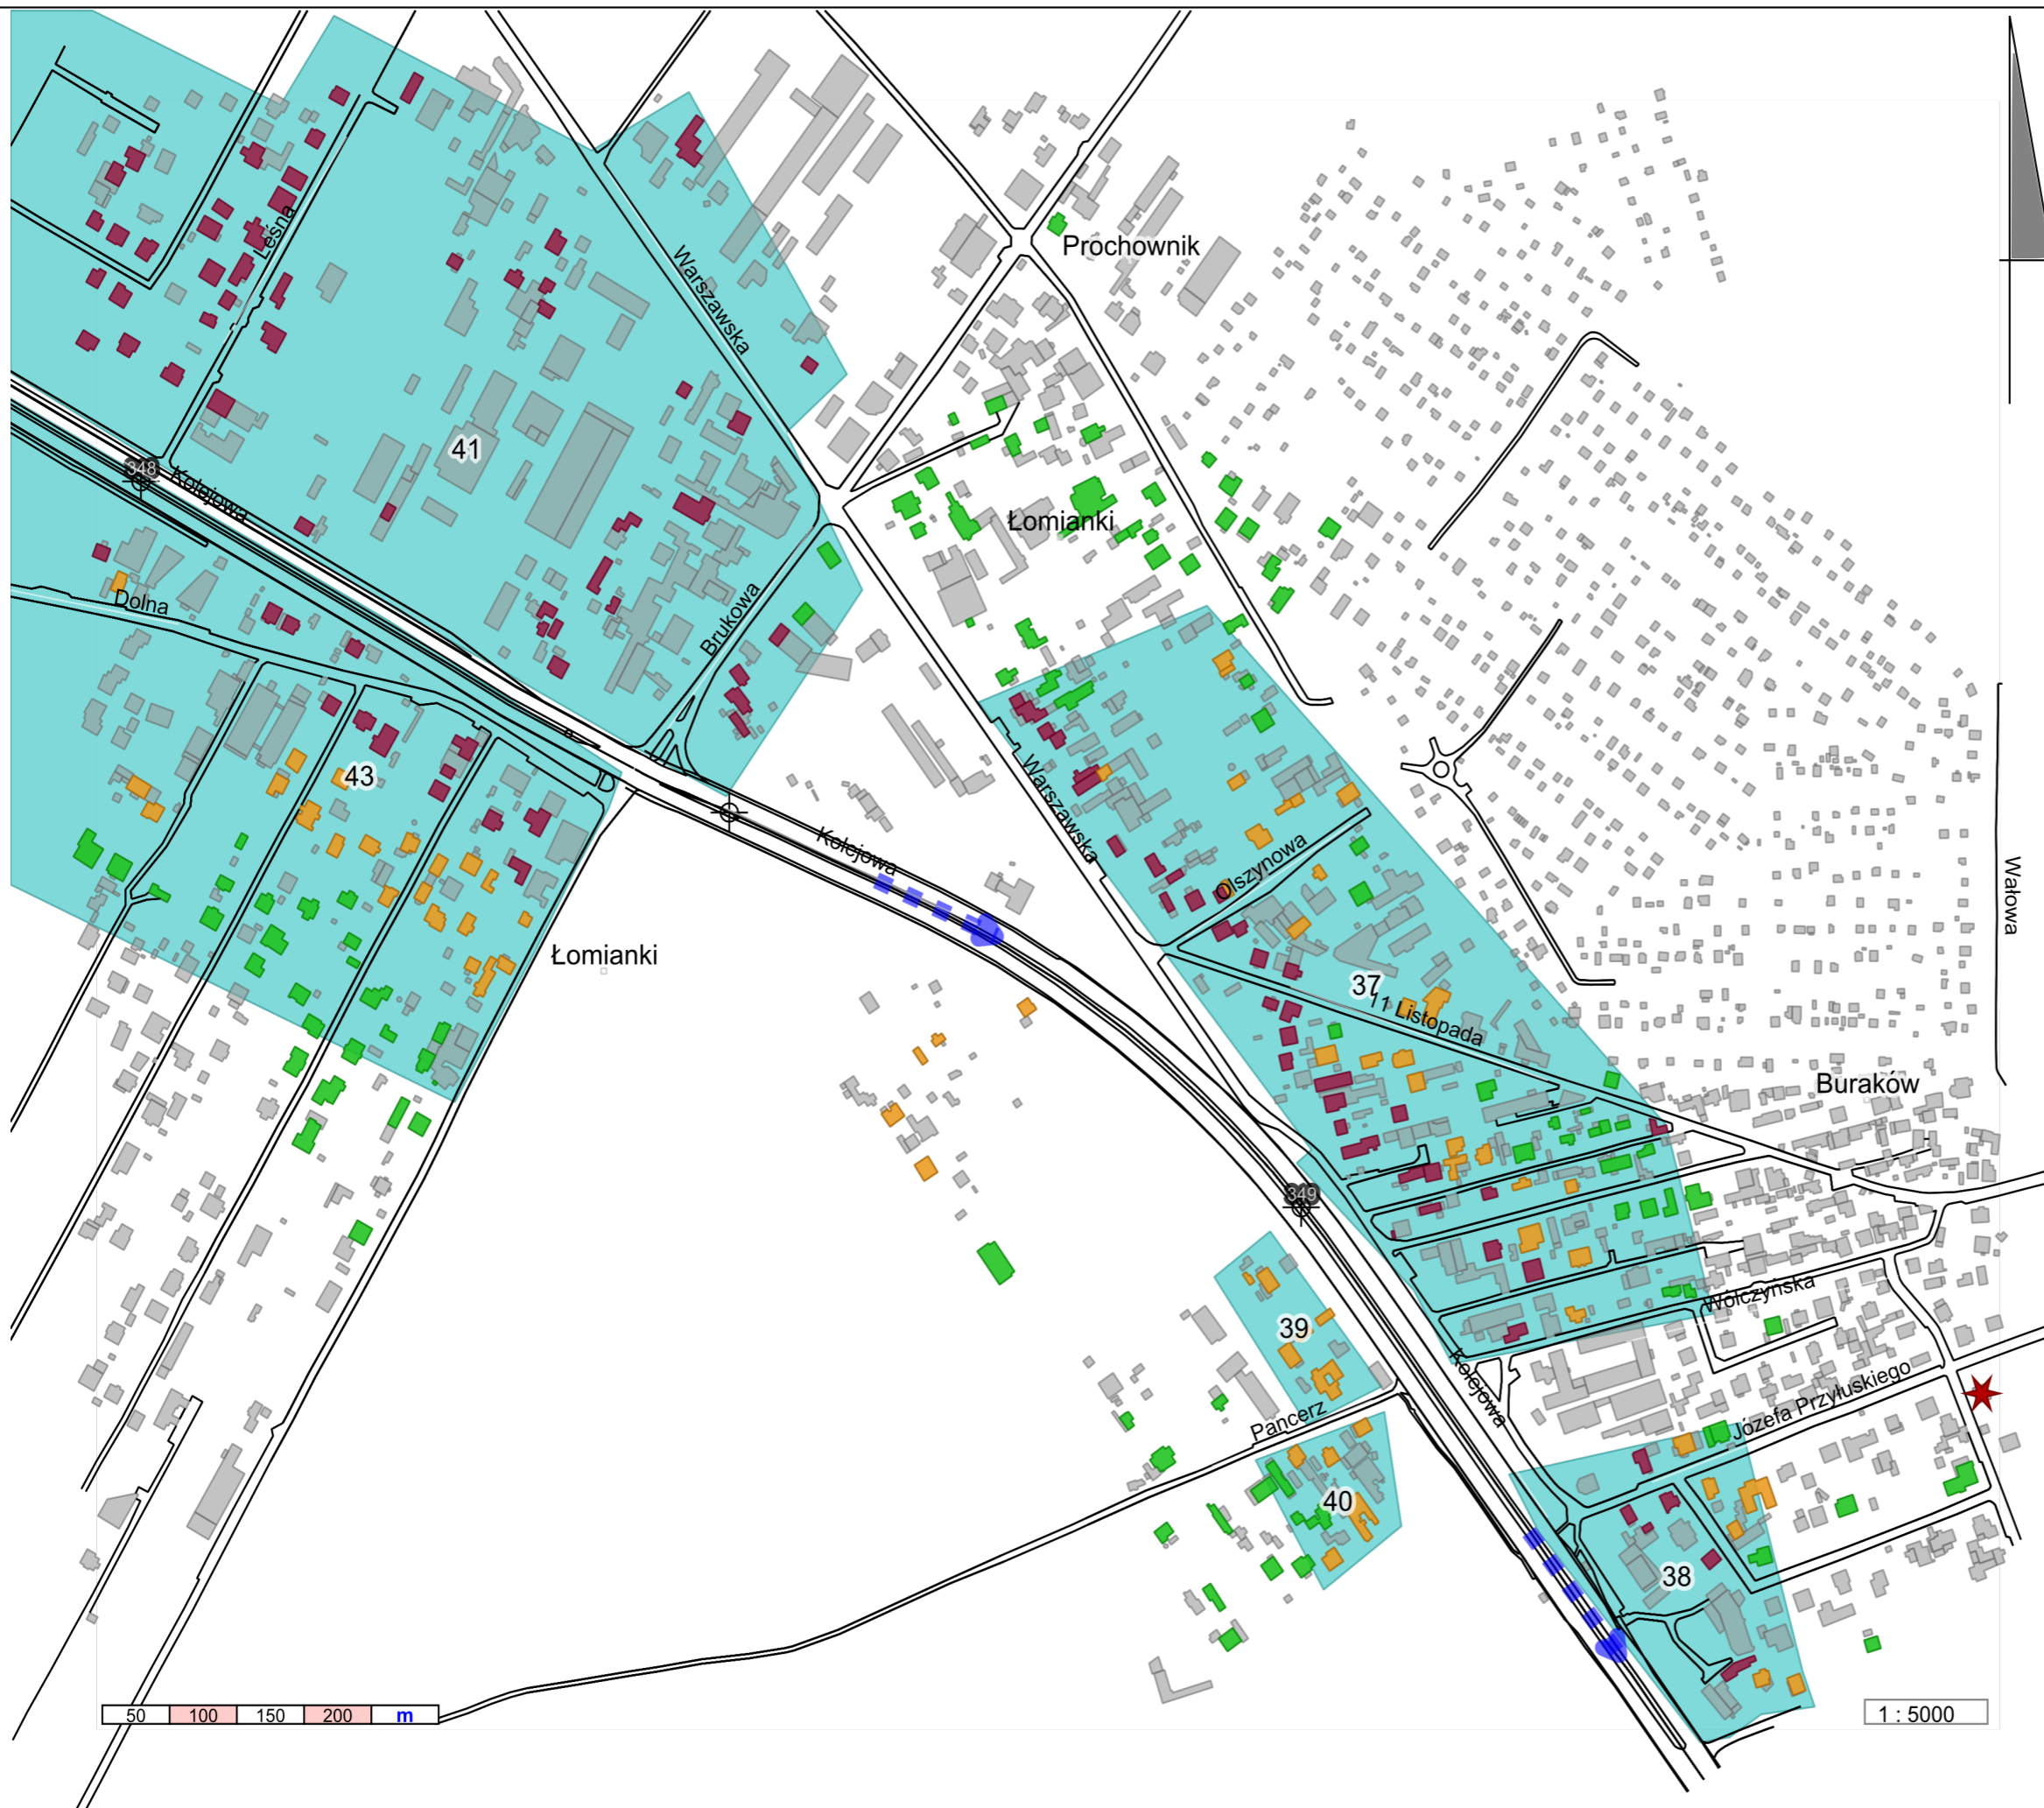 Prochownik
Leśna
Warszawska
41
348
Kolejowa
Łomianki
Dolna
Brukowa
43
Warszawska
Kolejowa
Olszynowa
Wałowa
Łomianki
37
11 Listopada
Buraków
349
Wólczyńska
39
Kolejowa
Józefa Przyłuskiego
Pancerz
40
38
50 100 150 200 m
1 : 5000